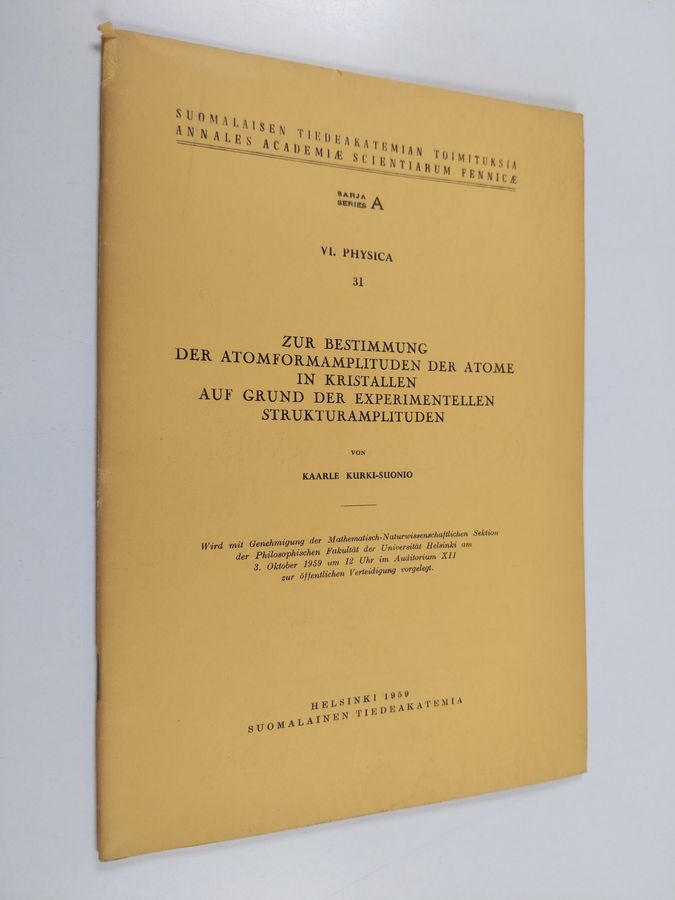 SUOMALAISEN TIEDEAKATEMIAN TOIMITUKSIA
ANNALES ACADEMIÆ SCIENTIARUM FENNICÆ
SARJA
SERIES A
VI. PHYSICA
31
ZUR BESTIMMUNG
DER ATOMFORMAMPLITUDEN DER ATOME
IN KRISTALLEN
AUF GRUND DER EXPERIMENTELLEN
STRUKTURAMPLITUDEN
VON
KAARLE KURKI-SUONIO
Wird mit Genehmigung der Mathematisch-Naturwissenschaftlichen Sektion
der Philosophischen Fakultät der Universität Helsinki am
3. Oktober 1959 um 12 Uhr im Auditorium XII
zur öffentlichen Verteidigung vorgelegt.
HELSINKI 1959
SUOMALAINEN TIEDEAKATEMIA